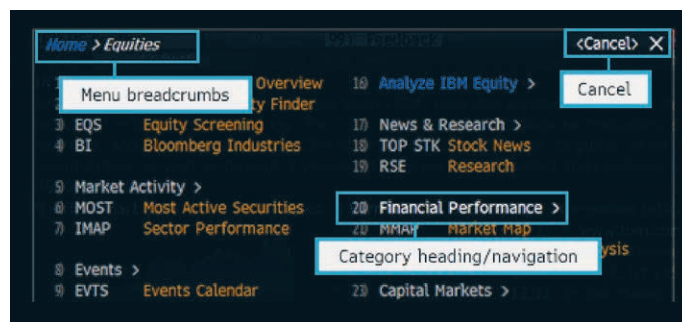 Home > Equities
<Cancel> X
Overview
Menu breadcrumbs
ty Finder
3) EQS Equity Screening
4) BI Bloomberg Industries
5) Market Activity >
6) MOST Most Active Securities
7) IMAP Sector Performance
8) Events >
9) EVTS Events Calendar
16) Analyze IBM Equity >
Cancel
17) News & Research >
18) TOP STK Stock News
19) RSE Research
20) Financial Performance >
21) MMAP Market Map
Category heading/navigation
ysis
23) Capital Markets >